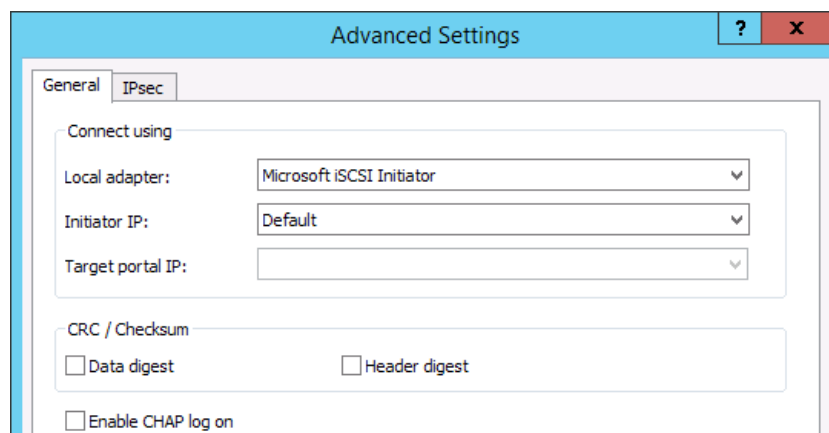 Advanced Settings
? x
General IPsec
Connect using
Local adapter: Microsoft iSCSI Initiator
Initiator IP: Default
Target portal IP:
CRC / Checksum
Data digest Header digest
Enable CHAP log on